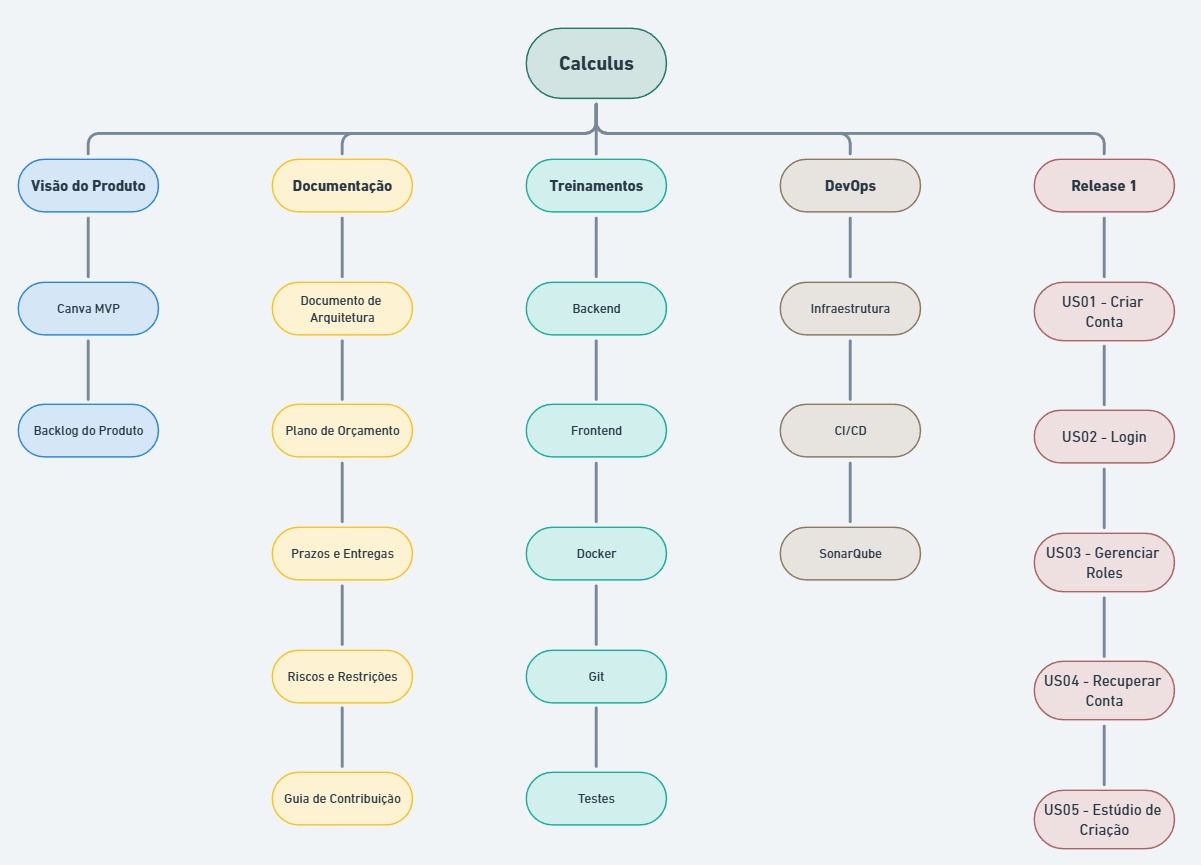 Calculus
Visão do Produto
Documentação
Treinamentos
DevOps
Release 1
Canva MVP
Documento de
Arquitetura
Backend
Infraestrutura
US01 - Criar
Conta
Backlog do Produto
Plano de Orçamento
Frontend
CI/CD
US02 - Login
Prazos e Entregas
Docker
SonarQube
US03 - Gerenciar
Roles
Riscos e Restrições
Git
US04 - Recuperar
Conta
Guia de Contribuição
Testes
US05 - Estúdio de
Criação